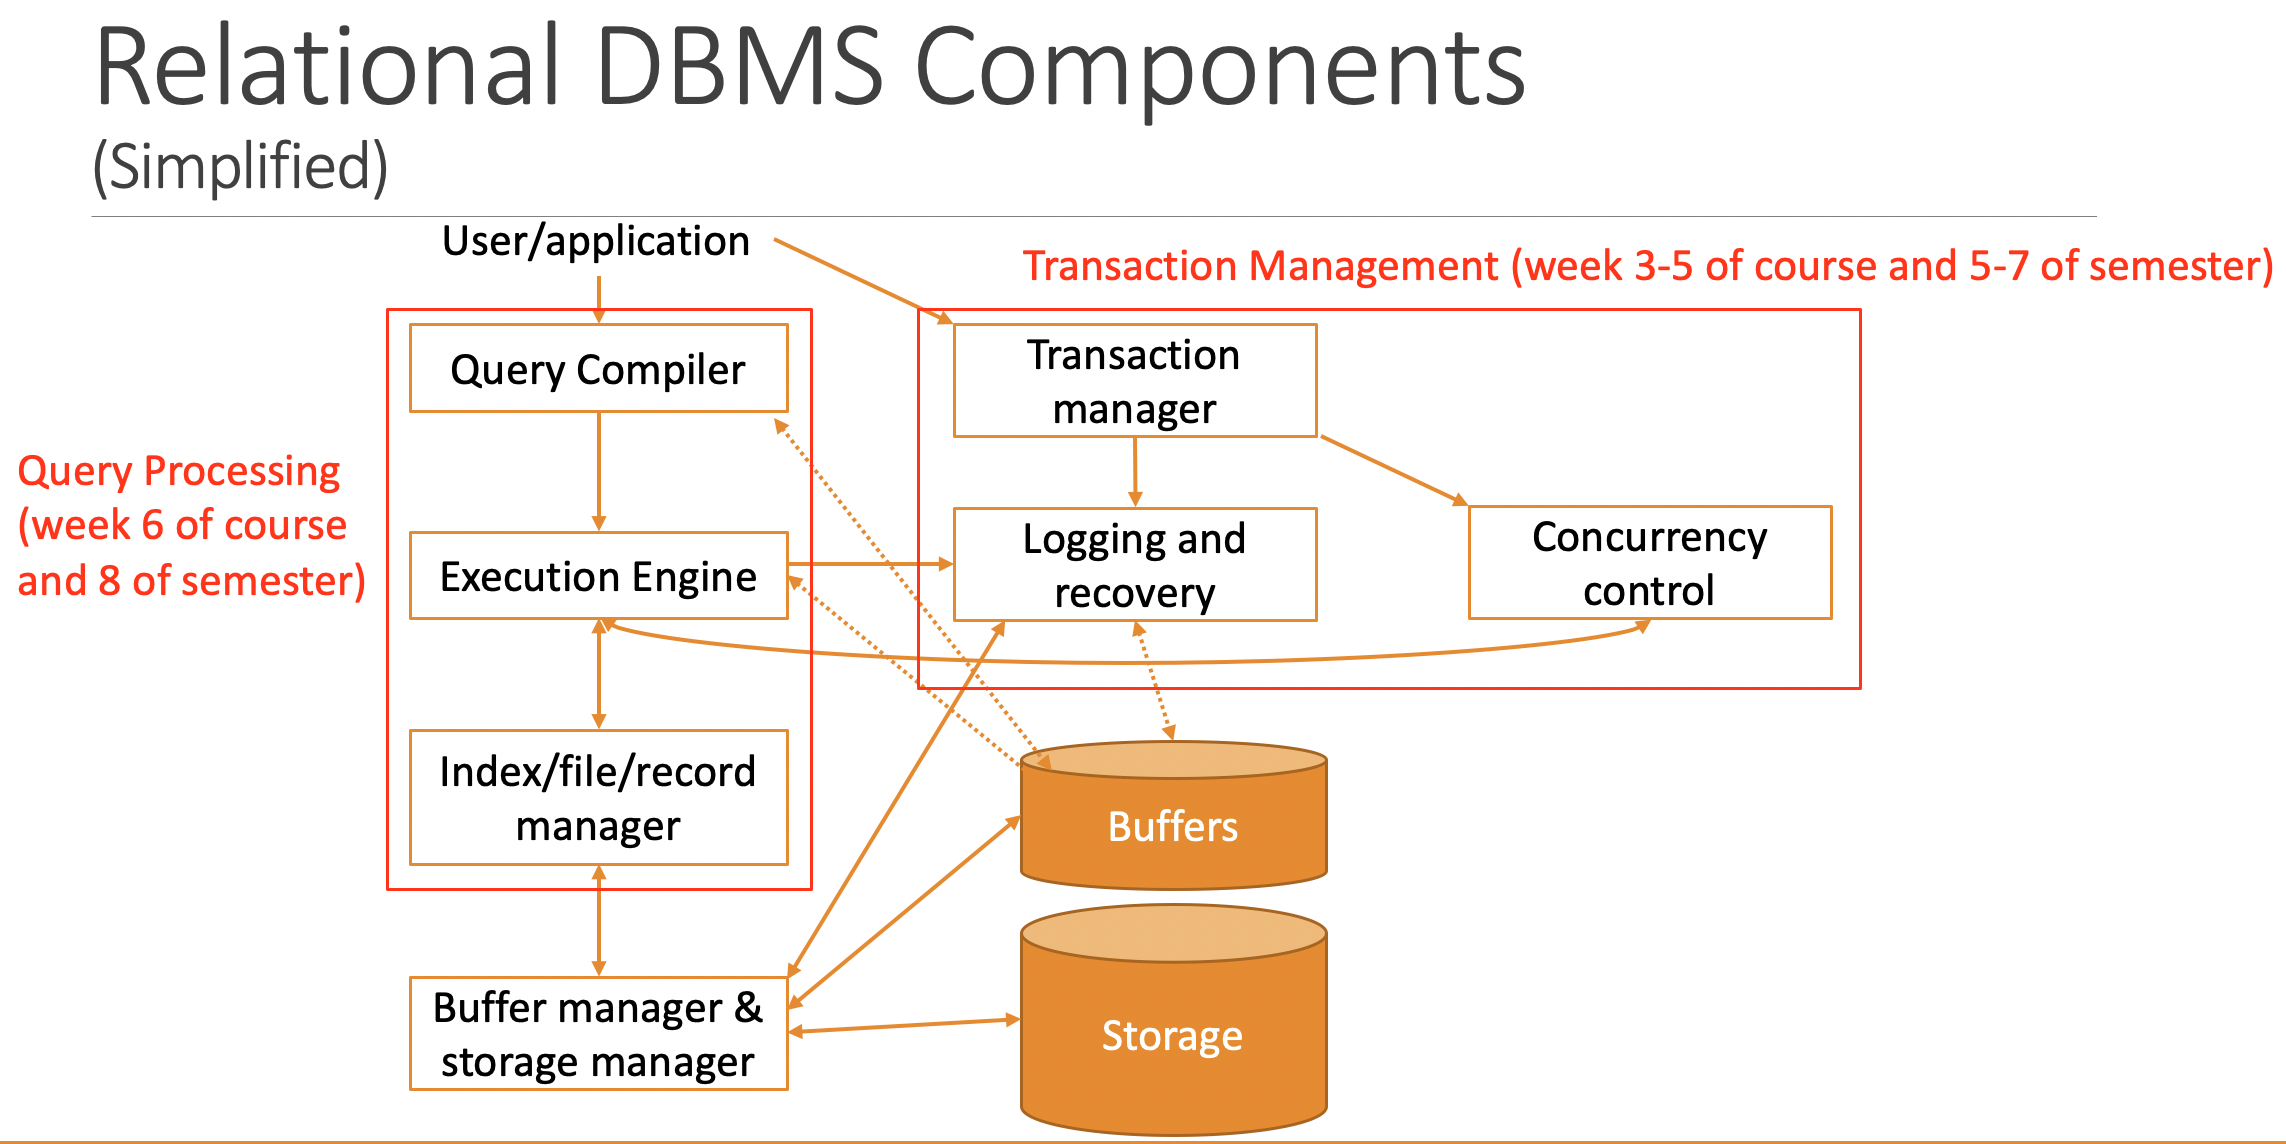 Relational DBMS Components
(Simplified)
User/application
Transaction Management (week 3-5 of course and 5-7 of semester)
Query Compiler
Transaction
manager
Query Processing
(week 6 of course
and 8 of semester)
Execution Engine
Logging and
recovery
Concurrency
control
Index/file/record
manager
Buffers
Buffer manager &
storage manager
Storage